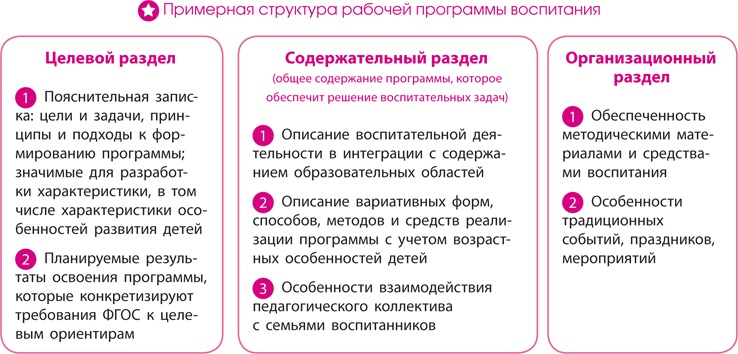 Примерная структура рабочей программы воспитания
Целевой раздел
1 Пояснительная запис-
ка: цели и задачи, прин-
ципы и подходы к фор-
мированию программы;
значимые для разработ-
ки характеристики, в том
числе характеристики осо-
бенностей развития детей
2 Планируемые резуль-
таты освоения программы,
которые конкретизируют
требования ФГОС к целе-
вым ориентирам
Содержательный раздел
(общее содержание программы, которое
обеспечит решение воспитательных задач)
1 Описание воспитательной дея-
тельности в интеграции с содержа-
нием образовательных областей
2 Описание вариативных форм,
способов, методов и средств реали-
зации программы с учетом возраст-
ных особенностей детей
3 Особенности взаимодействия
педагогического коллектива
с семьями воспитанников
Организационный
раздел
1 Обеспеченность
методическими мате-
риалами и средства-
ми воспитания
2 Особенности
традиционных
событий, праздников,
мероприятий